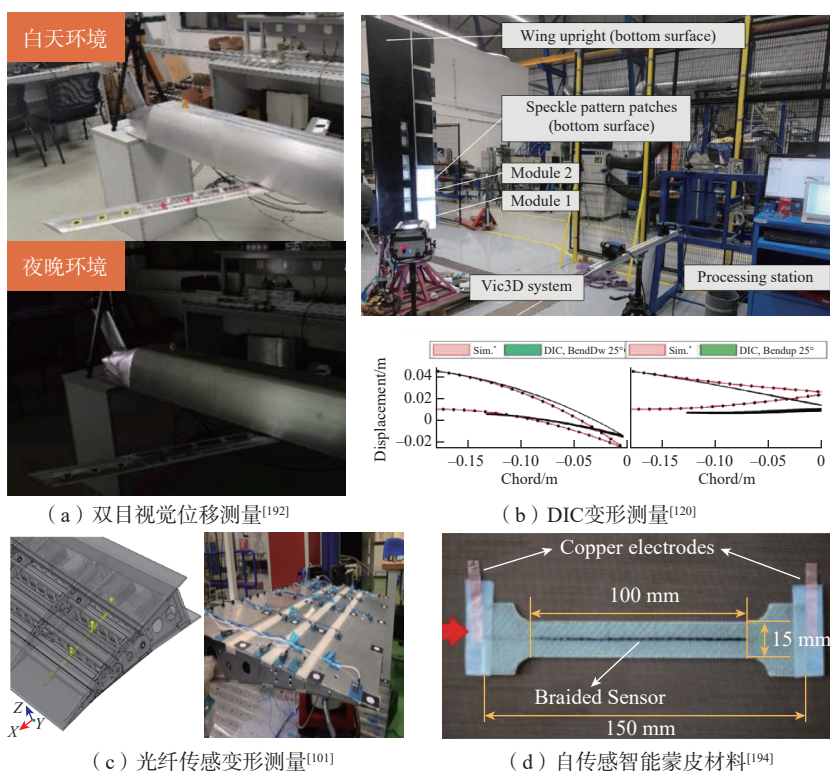 白天环境
夜晚环境
(a)双目视觉位移测量[192]
Wing upright (bottom surface)
Speckle pattern patches
(bottom surface)
Module 2
Module 1
Vic3D system
Processing station
Sim.* DIC, BendDw 25°
Sim.* DIC, Bendup 25°
Displacement/m
0.04
0.02
0
−0.02
−0.15 −0.10 −0.05 0
−0.15 −0.10 −0.05 0
Chord/m
Chord/m
(b)DIC变形测量[120]
Z
Y
X
(c)光纤传感变形测量[101]
Copper electrodes
100 mm
15 mm
Braided Sensor
150 mm
(d)自传感智能蒙皮材料[194]